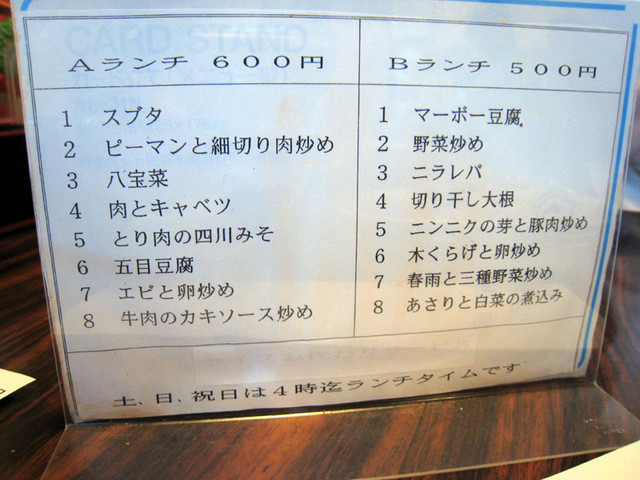 Aランチ 600円
1 スブタ
2 ピーマンと細切り肉炒め
3 八宝菜
4 肉とキャベツ
5 とり肉の四川みそ
6 五目豆腐
7 エビと卵炒め
8 牛肉のカキソース炒め
Bランチ 500円
1 マーボー豆腐
2 野菜炒め
3 ニラレバ
4 切り干し大根
5 ニンニクの芽と豚肉炒め
6 木くらげと卵炒め
7 春雨と三種野菜炒め
8 あさりと白菜の煮込み
土、日、祝日は4時迄ランチタイムです
CARD STAND